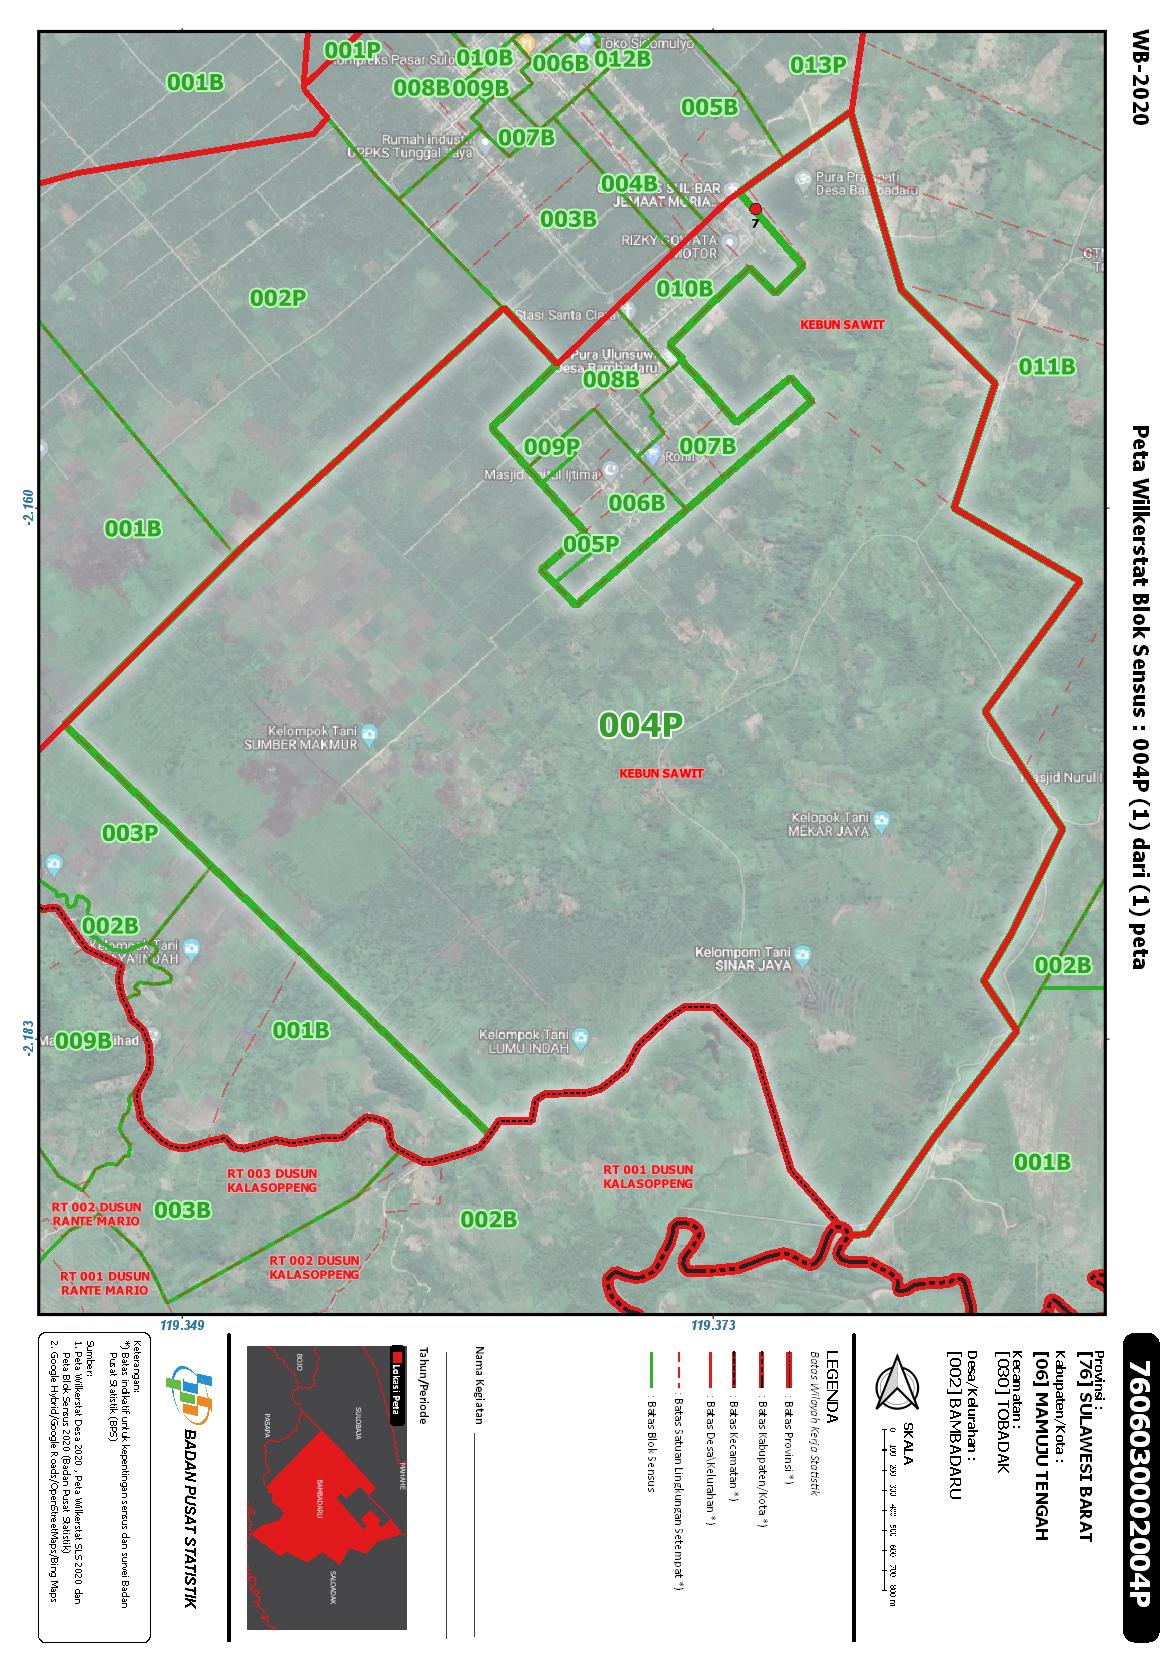 WB-2020
Peta Wilkerstat Blok Sensus : 004P (1) dari (1) peta
001B
001P
010B
006B
012B
Toko Sidomulyo
013P
008B
009B
005B
007B
Rumah Industri
UPPKS Tunggal Jaya
004B
JEMAAT MORIA...
Pura Prajapati
Desa Bambadaru
003B
7
RIZKY GOWATA
MOTOR
002P
010B
Stasi Santa Clara
KEBUN SAWIT
Pura Ulunsuwi
Desa Bambadaru
008B
011B
009P
007B
Masjid Baitul Ijtima
006B
005P
001B
-2.160
004P
KEBUN SAWIT
Kelompok Tani
SUMBER MAKMUR
Masjid Nurul I
Kelopok Tani
MEKAR JAYA
003P
002B
Kelompok Tani
JAYA INDAH
Kelompom Tani
SINAR JAYA
002B
001B
009B
Kelompok Tani
LUMU INDAH
-2.183
001B
RT 003 DUSUN
KALASOPPENG
RT 001 DUSUN
KALASOPPENG
RT 002 DUSUN
RANTE MARIO
003B
002B
RT 002 DUSUN
KALASOPPENG
RT 001 DUSUN
RANTE MARIO
119.349
119.373
7606030002004P
Provinsi :
[76] SULAWESI BARAT
Kabupaten/Kota :
[06] MAMUJU TENGAH
Kecamatan :
[030] TOBADAK
Desa/Kelurahan :
[002] BAMBADARU
SKALA
0 100 200 300 400 500 600 700 800 m
LEGENDA
Batas Wilayah Kerja Statistik
: Batas Provinsi *)
: Batas Kabupaten/Kota *)
: Batas Kecamatan *)
: Batas Desa\Kelurahan *)
: Batas Satuan Lingkungan Setempat *)
: Batas Blok Sensus
Nama Kegiatan
Tahun/Periode
Lokasi Peta
BOJO
SULOBAJA
MAHAHE
PASAPA
BAMBADARU
SALOADAK
BADAN PUSAT STATISTIK
Keterangan:
*) Batas indikatif untuk kepentingan sensus dan survei Badan
Pusat Statistik (BPS)
Sumber:
1. Peta Wilkerstat Desa 2020 , Peta Wilkerstat SLS 2020 dan
Peta Blok Sensus 2020 (Badan Pusat Statistik)
2. Google Hybrid/Google Roads/OpenStreetMaps/Bing Maps